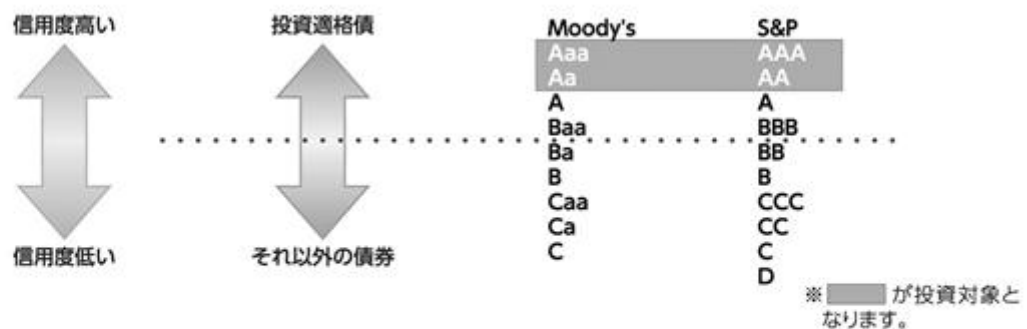 信用度高い 投資適格債 Moody's S&P
Aaa AAA
Aa AA
A A
Baa BBB
Ba BB
B B
Caa CCC
Ca CC
信用度低い それ以外の債券 C C
D
※ が投資対象と
なります。